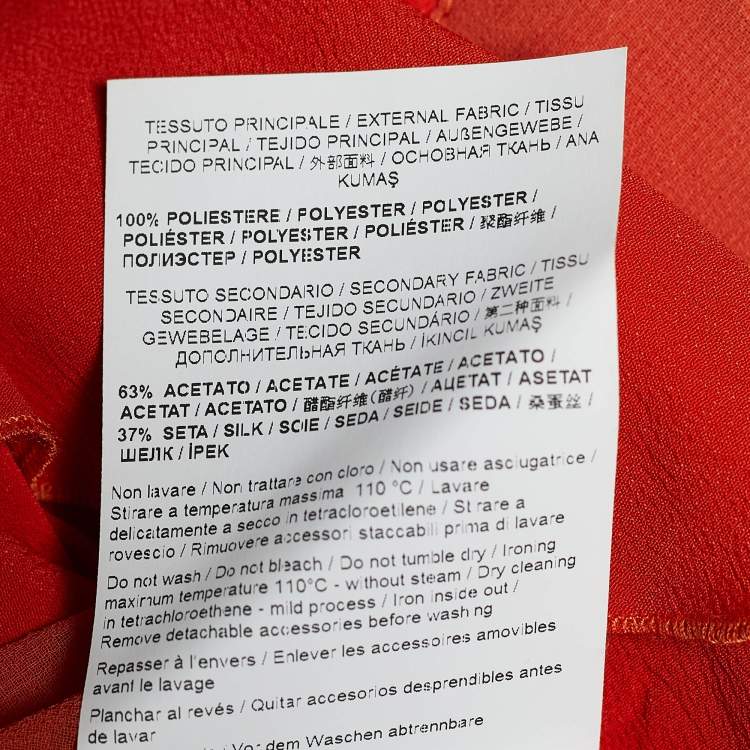 TESSUTO PRINCIPALE / EXTERNAL FABRIC / TISSU
PRINCIPAL / TEJIDO PRINCIPAL / AUßENGEWEBE /
TECIDO PRINCIPAL / 外部面料 / ОСНОВНАЯ ТКАНЬ / ANA
KUMAŞ
100% POLIESTERE / POLYESTER / POLYESTER /
POLIÉSTER / POLYESTER / POLIÉSTER / 聚酯纤维 /
ПОЛИЭСТЕР / POLYESTER
TESSUTO SECONDARIO / SECONDARY FABRIC / TISSU
SECONDAIRE / TEJIDO SECUNDARIO / ZWEITE
GEWEBELAGE / TECIDO SECUNDÁRIO / 第二种面料 /
ДОПОЛНИТЕЛЬНАЯ ТКАНЬ / İKINCIL KUMAŞ
63% ACETATO / ACETATE / ACÉTATE / ACETATO /
ACETAT / ACETATO / 醋酯纤维(醋纤) / АЦЕТАТ / ASETAT
37% SETA / SILK / SOIE / SEDA / SEIDE / SEDA / 桑蚕丝 /
ШЕЛК / İPEK
Non lavare / Non trattare con cloro / Non usare asciugatrice /
Stirare a temperatura massima 110 °C / Lavare
delicatamente a secco in tetracloroetilene / Stirare a
rovescio / Rimuovere accessori staccabili prima di lavare
Do not wash / Do not bleach / Do not tumble dry / Ironing
maximum temperature 110°C - without steam / Dry cleaning
in tetrachloroethene - mild process / Iron inside out /
Remove detachable accessories before washing
Repasser à l'envers / Enlever les accessoires amovibles
avant le lavage
Planchar al revés / Quitar accesorios desprendibles antes
de lavar
/ Vor dem Waschen abtrennbare